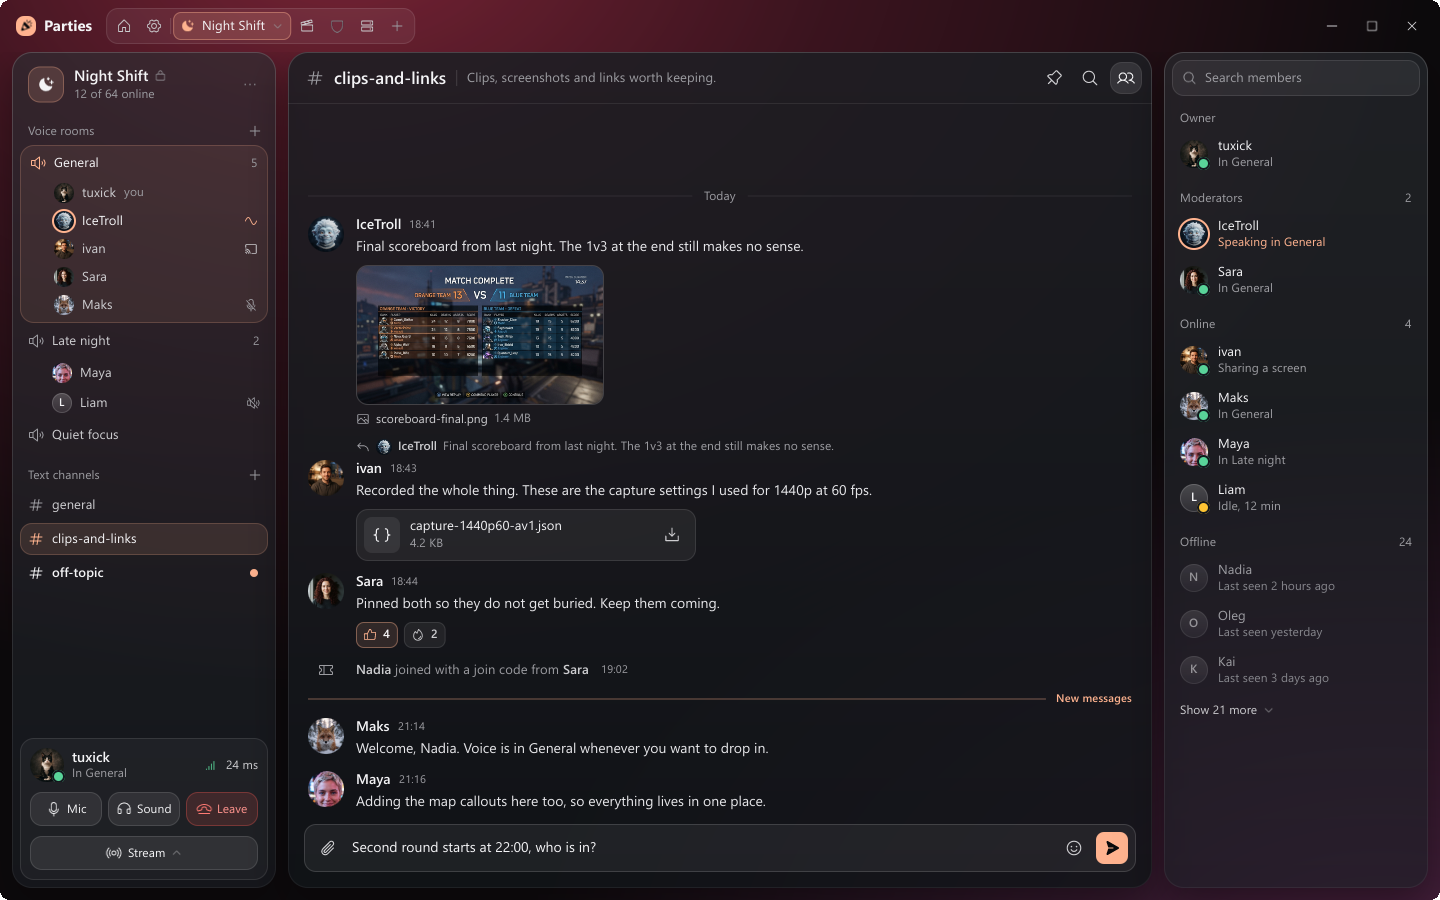 Parties
Night Shift
Night Shift
12 of 64 online
Voice rooms
General 5
tuxick you
IceTroll
ivan
Sara
Maks
Late night 2
Maya
L Liam
Quiet focus
Text channels
# general
# clips-and-links
# off-topic
tuxick
In General
24 ms
Mic
Sound
Leave
Stream
# clips-and-links
Clips, screenshots and links worth keeping.
Today
IceTroll 18:41
Final scoreboard from last night. The 1v3 at the end still makes no sense.
MATCH COMPLETE
ORANGE TEAM 13 VS 11 BLUE TEAM
scoreboard-final.png 1.4 MB
IceTroll Final scoreboard from last night. The 1v3 at the end still makes no sense.
ivan 18:43
Recorded the whole thing. These are the capture settings I used for 1440p at 60 fps.
{ } capture-1440p60-av1.json
4.2 KB
Sara 18:44
Pinned both so they do not get buried. Keep them coming.
4
2
Nadia joined with a join code from Sara 19:02
New messages
Maks 21:14
Welcome, Nadia. Voice is in General whenever you want to drop in.
Maya 21:16
Adding the map callouts here too, so everything lives in one place.
Second round starts at 22:00, who is in?
Search members
Owner
tuxick
In General
Moderators 2
IceTroll
Speaking in General
Sara
In General
Online 4
ivan
Sharing a screen
Maks
In General
Maya
In Late night
L Liam
Idle, 12 min
Offline 24
N Nadia
Last seen 2 hours ago
O Oleg
Last seen yesterday
K Kai
Last seen 3 days ago
Show 21 more